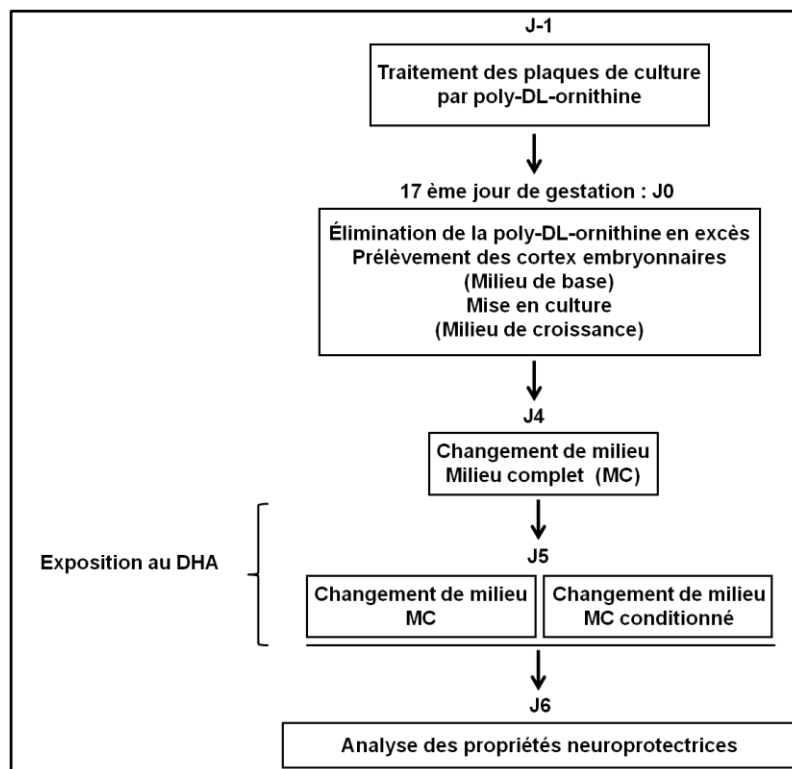 J-1
Traitement des plaques de culture
par poly-DL-ornithine
17 ème jour de gestation : J0
Élimination de la poly-DL-ornithine en excès
Prélèvement des cortex embryonnaires
(Milieu de base)
Mise en culture
(Milieu de croissance)
J4
Changement de milieu
Milieu complet (MC)
Exposition au DHA
J5
Changement de milieu
MC
Changement de milieu
MC conditionné
J6
Analyse des propriétés neuroprotectrices